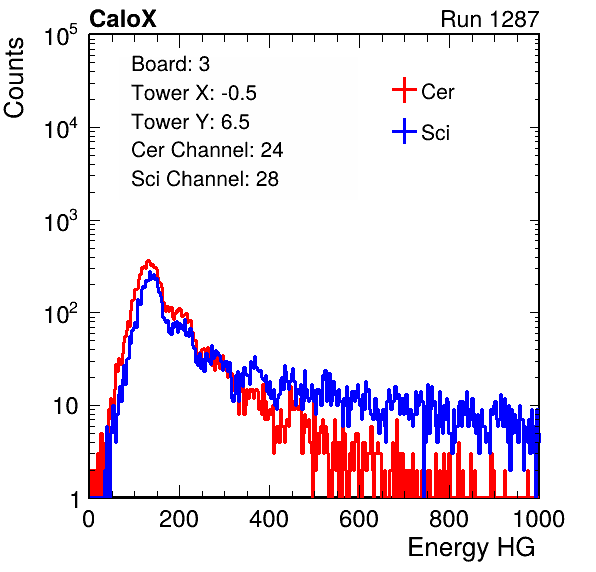 CaloX Run 1287
Counts
Board: 3
Tower X: -0.5
Tower Y: 6.5
Cer Channel: 24
Sci Channel: 28
Cer
Sci
10^5
10^4
10^3
10^2
10
1
0 200 400 600 800 1000
Energy HG